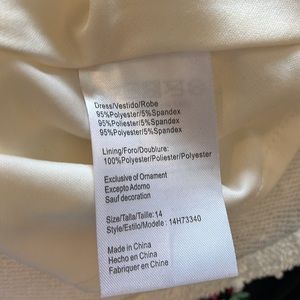 Dress/Vestido/Robe
95%Polyester/5%Spandex
95%Poliester/5%Spandex
95%Polyester/5%Spandex
Lining/Forro/Doublure:
100%Polyester/Poliester/Polyester
Exclusive of Ornament
Excepto Adorno
Sauf decoration
Size/Talla/Taille: 14
Style/Estilo/Modele : 14H73340
Made in China
Hecho en China
Fabriquer en Chine